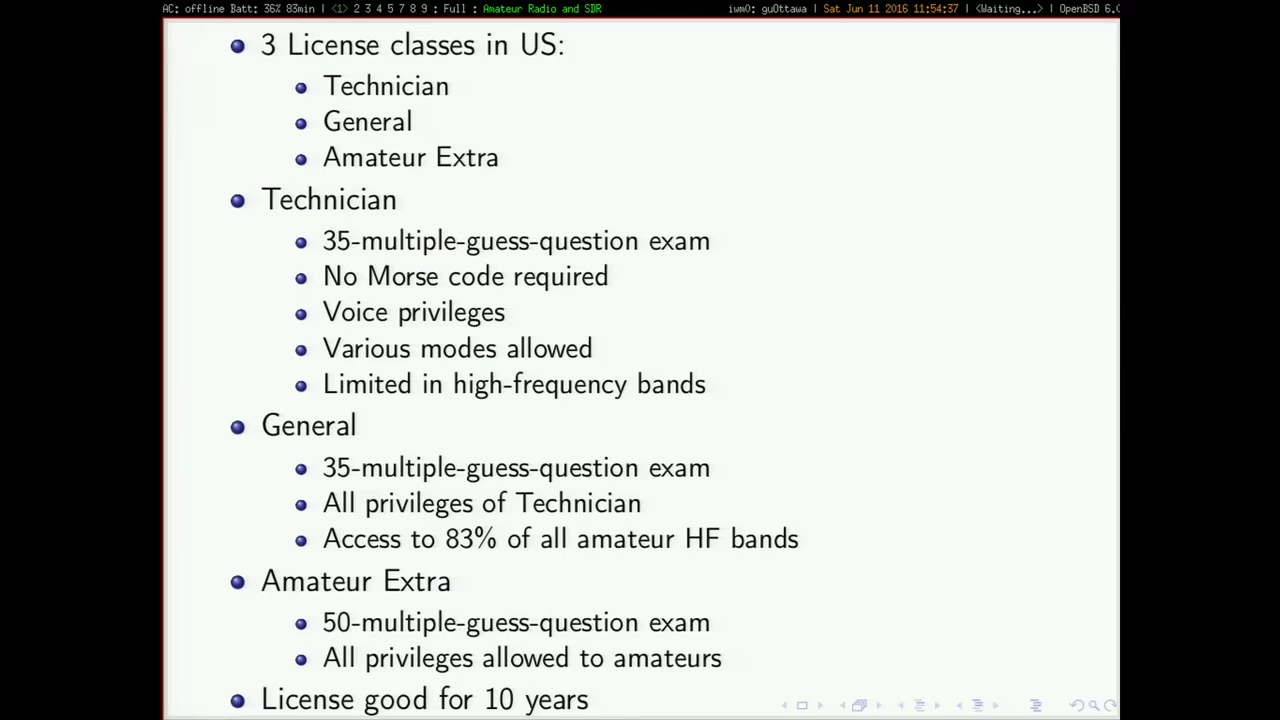 AC: offline Batt: 36% 83min | <1> 2 3 4 5 7 8 9 : Full : Amateur Radio and SDR iwm0: guOttawa | Sat Jun 11 2016 11:54:37 | <Waiting...> | OpenBSD 6.0
3 License classes in US:
Technician
General
Amateur Extra
Technician
35-multiple-guess-question exam
No Morse code required
Voice privileges
Various modes allowed
Limited in high-frequency bands
General
35-multiple-guess-question exam
All privileges of Technician
Access to 83% of all amateur HF bands
Amateur Extra
50-multiple-guess-question exam
All privileges allowed to amateurs
License good for 10 years